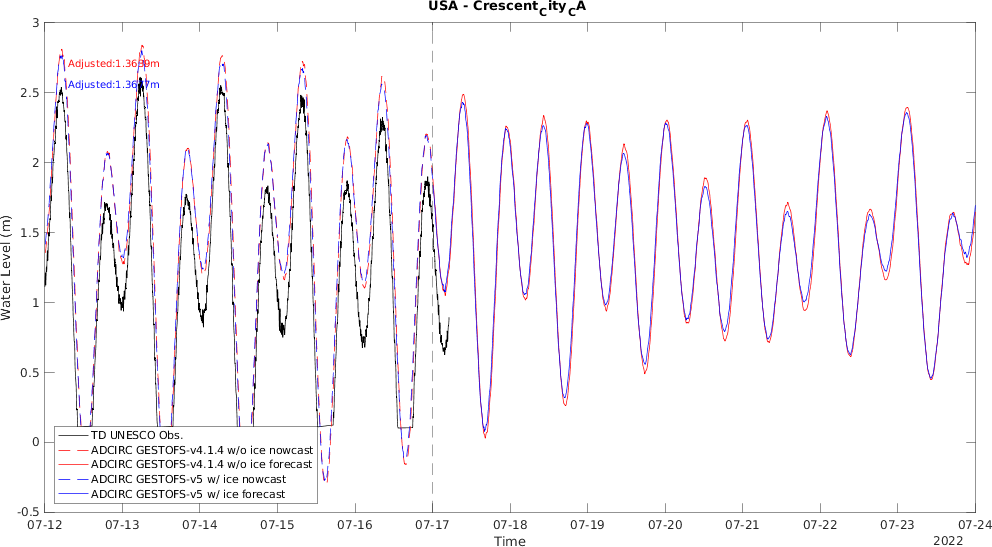 USA - Crescent_City_CA
3
2.5
2
1.5
1
0.5
0
-0.5
Water Level (m)
Adjusted:1.3
m
Adjusted:1.3
m
TD UNESCO Obs.
ADCIRC GESTOFS-v4.1.4 w/o ice nowcast
ADCIRC GESTOFS-v4.1.4 w/o ice forecast
ADCIRC GESTOFS-v5 w/ ice nowcast
ADCIRC GESTOFS-v5 w/ ice forecast
07-12 07-13 07-14 07-15 07-16 07-17 07-18 07-19 07-20 07-21 07-22 07-23 07-24
Time
2022